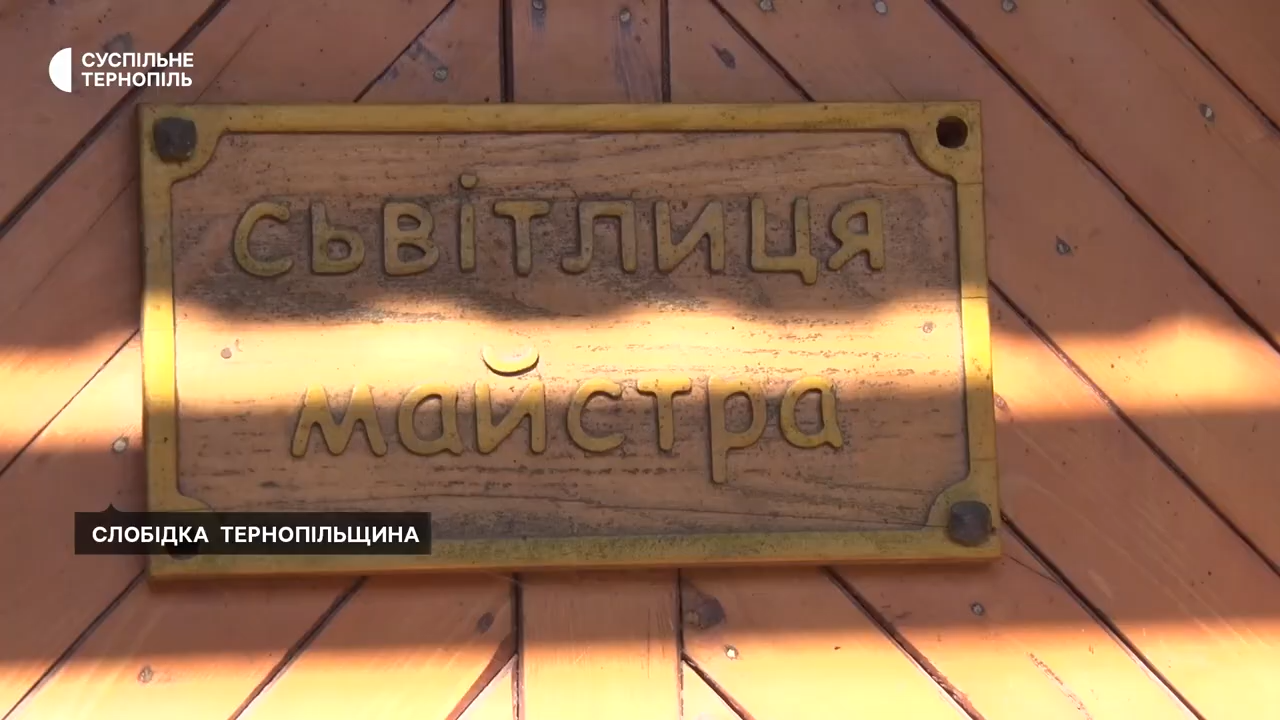 СУСПІЛЬНЕ
ТЕРНОПІЛЬ
сьвітлиця
майстра
СЛОБІДКА ТЕРНОПІЛЬЩИНА